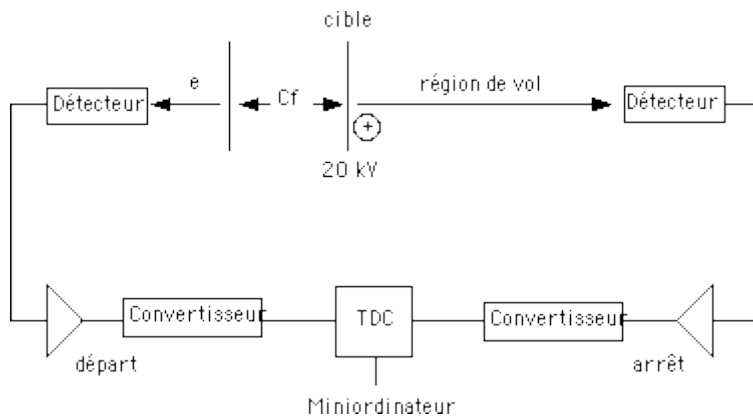 cible
e
Cf
région de vol
Détecteur
Détecteur
+
20 kV
Convertisseur
TDC
Convertisseur
départ
arrêt
Miniordinateur